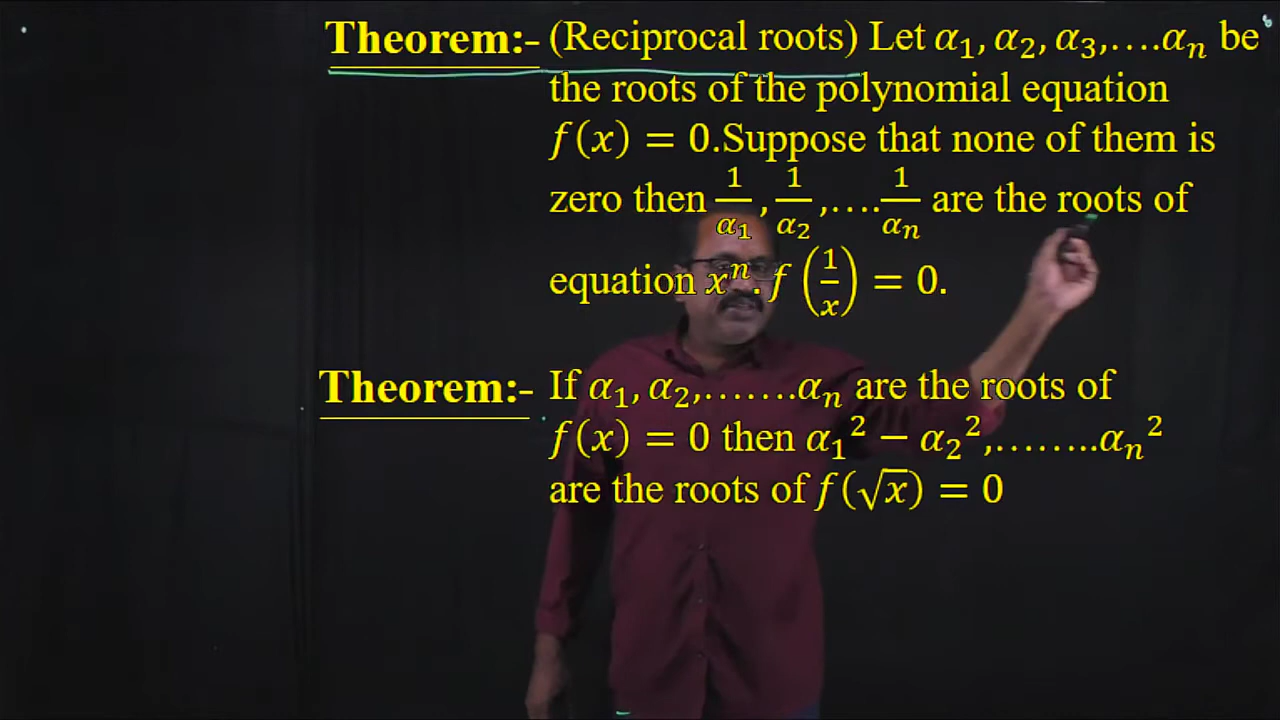 Theorem:- (Reciprocal roots) Let α₁, α₂, α₃,….αₙ be
the roots of the polynomial equation
f(x) = 0.Suppose that none of them is
zero then 1/α₁, 1/α₂,….1/αₙ are the roots of
equation xⁿ.f(1/x) = 0.
Theorem:- If α₁, α₂,…….αₙ are the roots of
f(x) = 0 then α₁² − α₂²,……..αₙ²
are the roots of f(√x) = 0